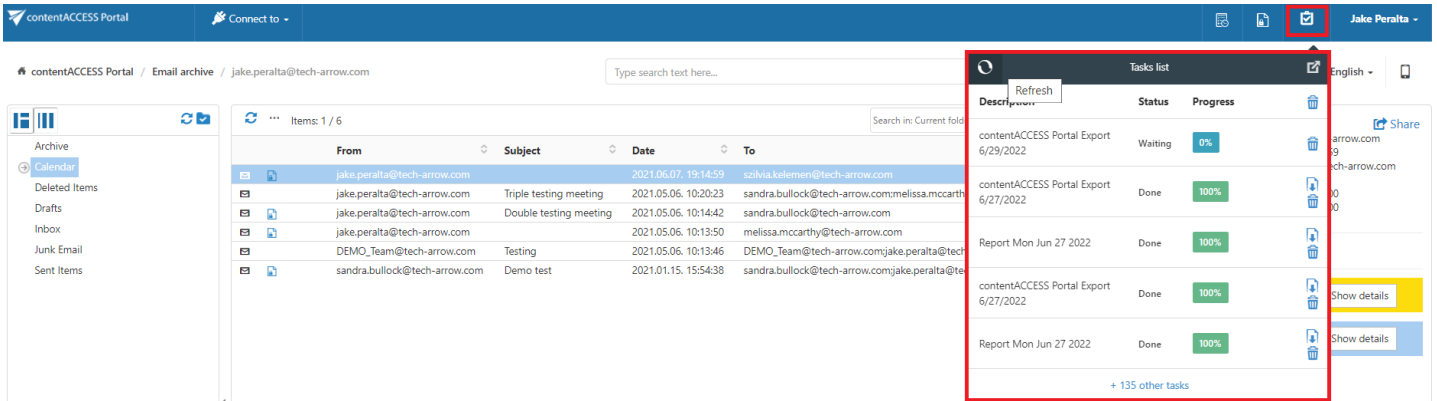 contentACCESS Portal
Connect to
Jake Peralta
contentACCESS Portal / Email archive / jake.peralta@tech-arrow.com
Type search text here...
English
Archive
Calendar
Deleted Items
Drafts
Inbox
Junk Email
Sent Items
... Items: 1 / 6
Search in: Current
From Subject Date To
jake.peralta@tech-arrow.com 2021.06.07. 19:14:59 szilvia.kelemen@tech-arrow.com
jake.peralta@tech-arrow.com Triple testing meeting 2021.05.06. 10:20:23 sandra.bullock@tech-arrow.com;melissa.mccarth
jake.peralta@tech-arrow.com Double testing meeting 2021.05.06. 10:14:42 sandra.bullock@tech-arrow.com
jake.peralta@tech-arrow.com 2021.05.06. 10:13:50 melissa.mccarthy@tech-arrow.com
DEMO_Team@tech-arrow.com Testing 2021.05.06. 10:13:46 DEMO_Team@tech-arrow.com;jake.peralta@tech
sandra.bullock@tech-arrow.com Demo test 2021.01.15. 15:54:38 sandra.bullock@tech-arrow.com;jake.peralta@te
Tasks list
Refresh
Description Status Progress
contentACCESS Portal Export
6/29/2022
Waiting 0%
contentACCESS Portal Export
6/27/2022
Done 100%
Report Mon Jun 27 2022 Done 100%
contentACCESS Portal Export
6/27/2022
Done 100%
Report Mon Jun 27 2022 Done 100%
+ 135 other tasks
Share
arrow.com
59
ech-arrow.com
00
00
Show details
Show details